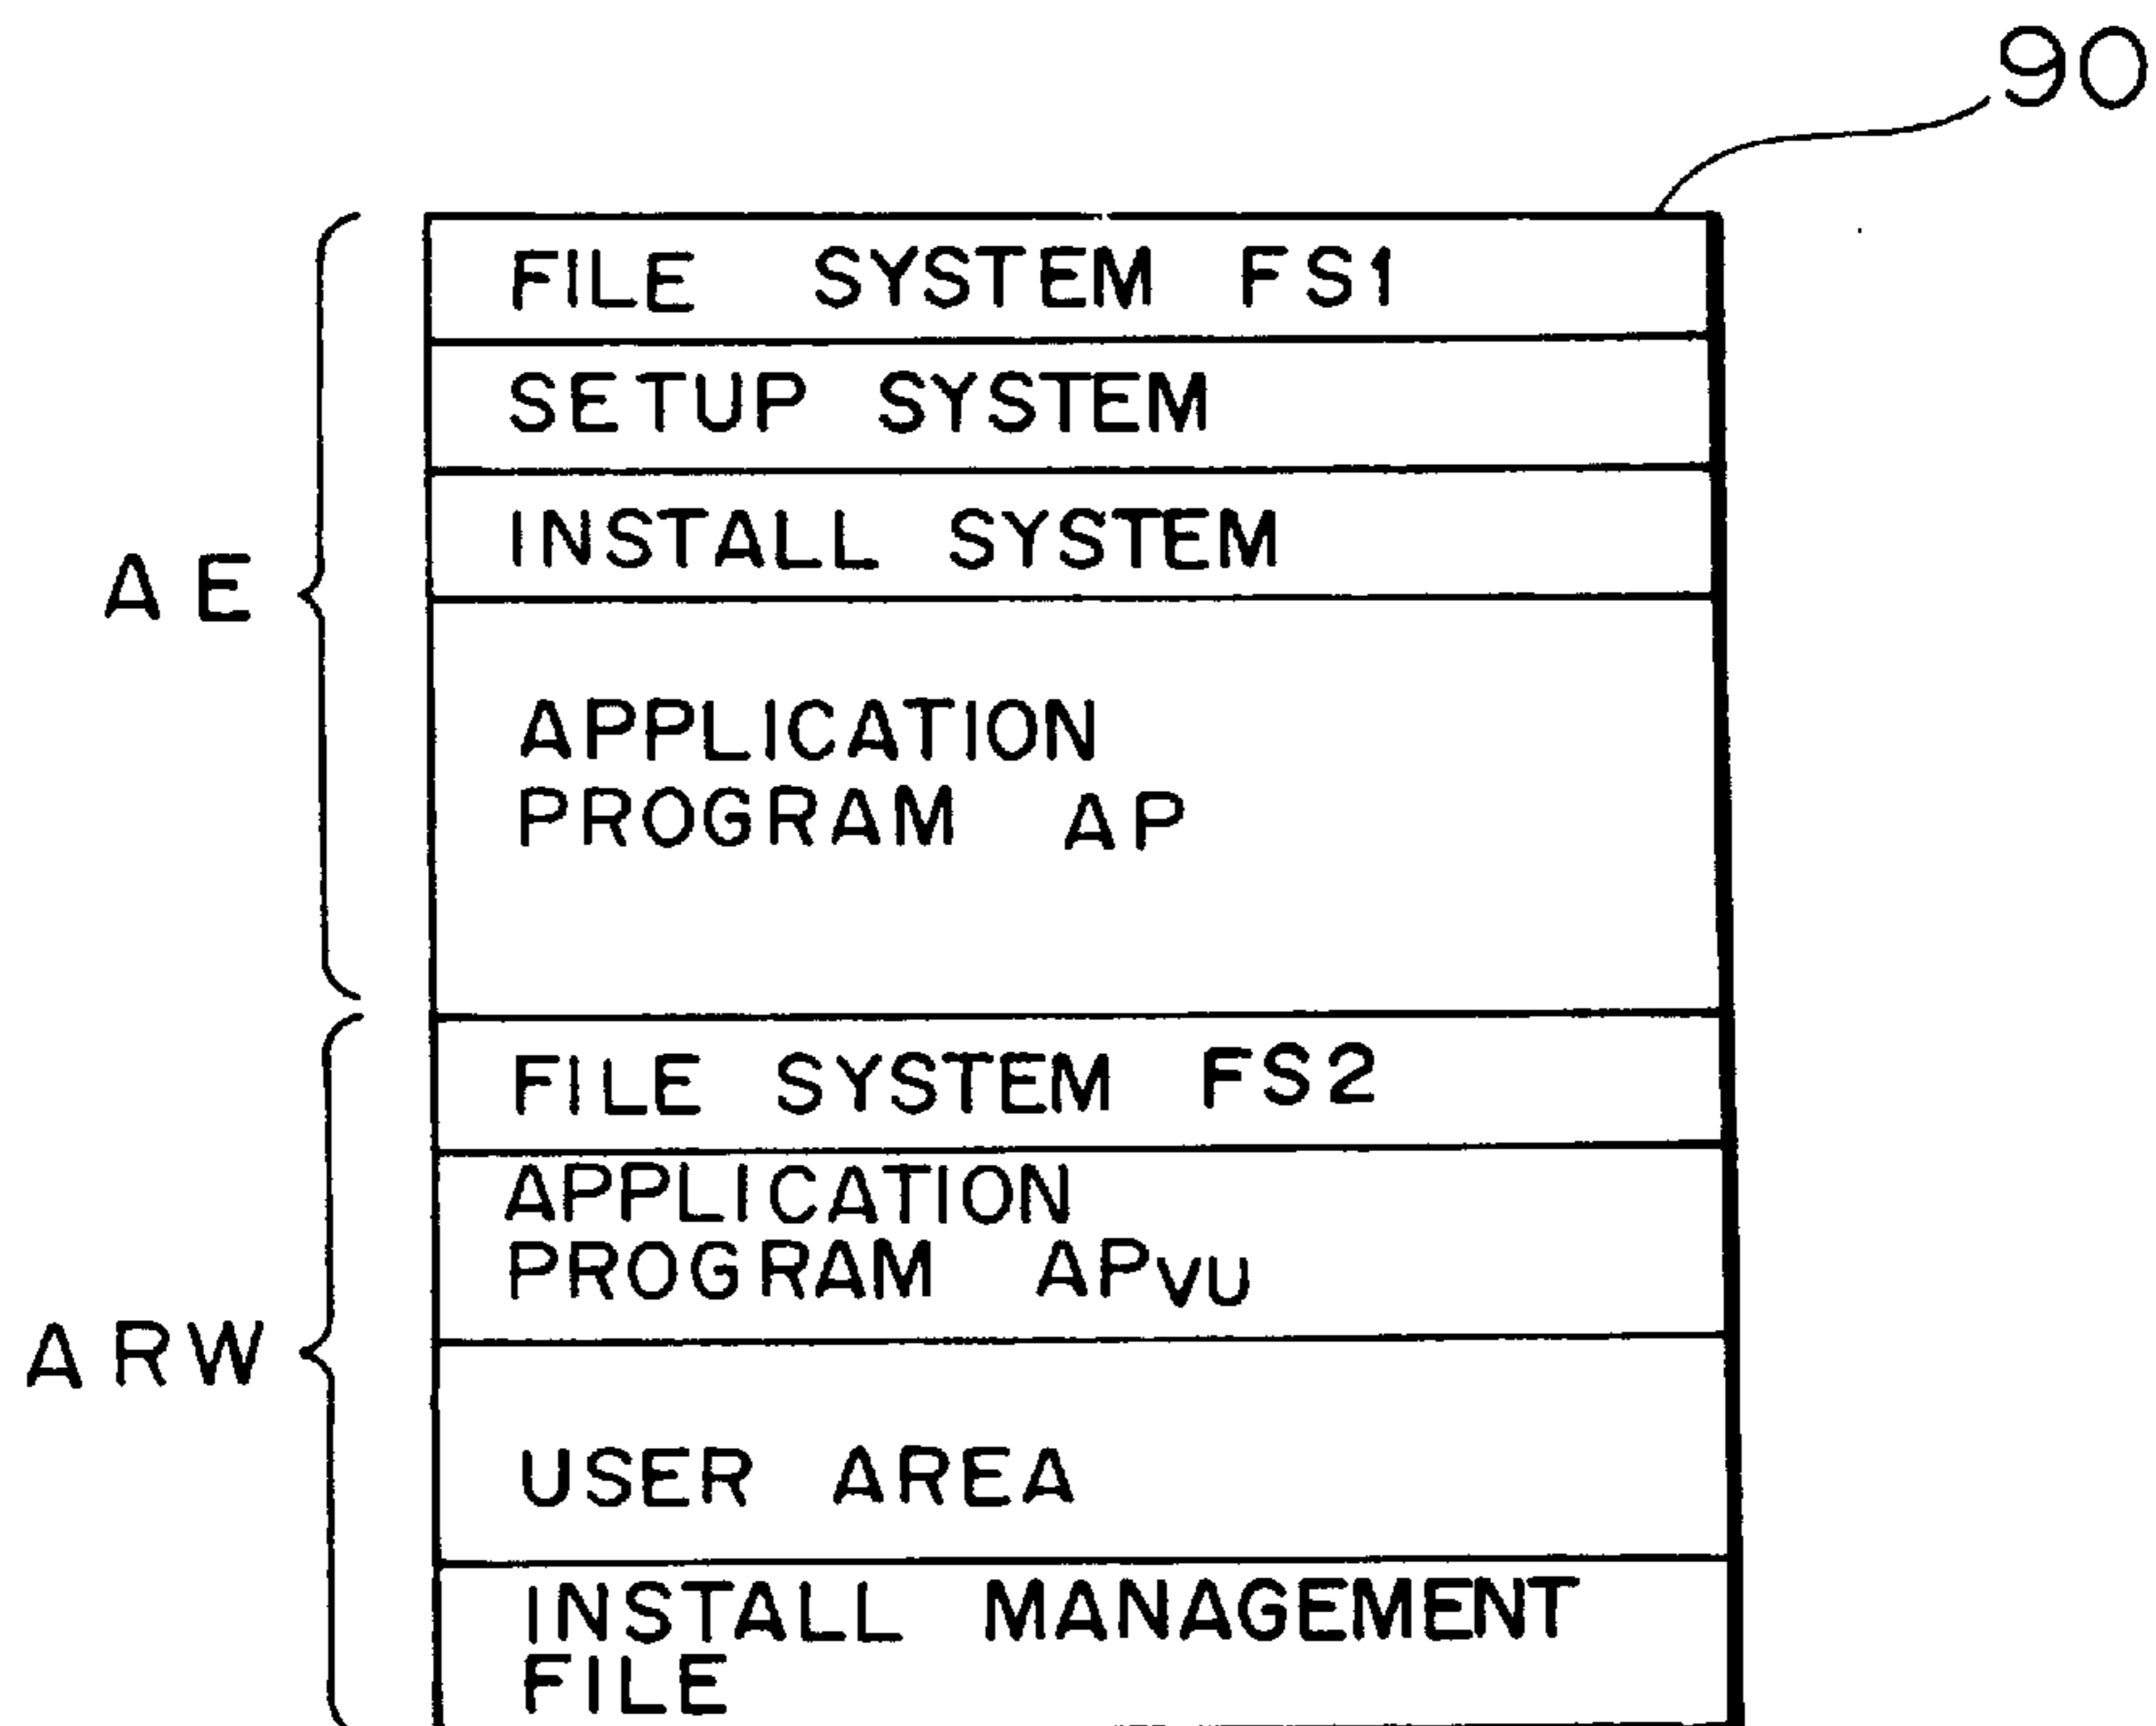 90
FILE SYSTEM FS1
SETUP SYSTEM
INSTALL SYSTEM
AE
APPLICATION
PROGRAM AP
FILE SYSTEM FS2
APPLICATION
PROGRAM APVU
ARW
USER AREA
INSTALL MANAGEMENT
FILE